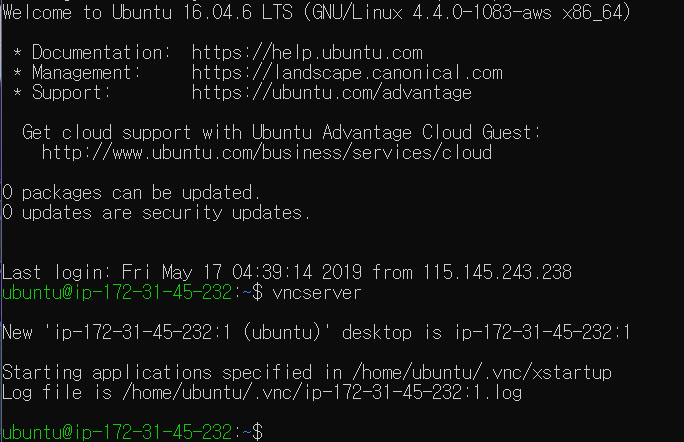 Welcome to Ubuntu 16.04.6 LTS (GNU/Linux 4.4.0-1083-aws x86_64)
* Documentation: https://help.ubuntu.com
* Management: https://landscape.canonical.com
* Support: https://ubuntu.com/advantage
Get cloud support with Ubuntu Advantage Cloud Guest:
http://www.ubuntu.com/business/services/cloud
0 packages can be updated.
0 updates are security updates.
Last login: Fri May 17 04:39:14 2019 from 115.145.243.238
ubuntu@ip-172-31-45-232:~$ vncserver
New 'ip-172-31-45-232:1 (ubuntu)' desktop is ip-172-31-45-232:1
Starting applications specified in /home/ubuntu/.vnc/xstartup
Log file is /home/ubuntu/.vnc/ip-172-31-45-232:1.log
ubuntu@ip-172-31-45-232:~$